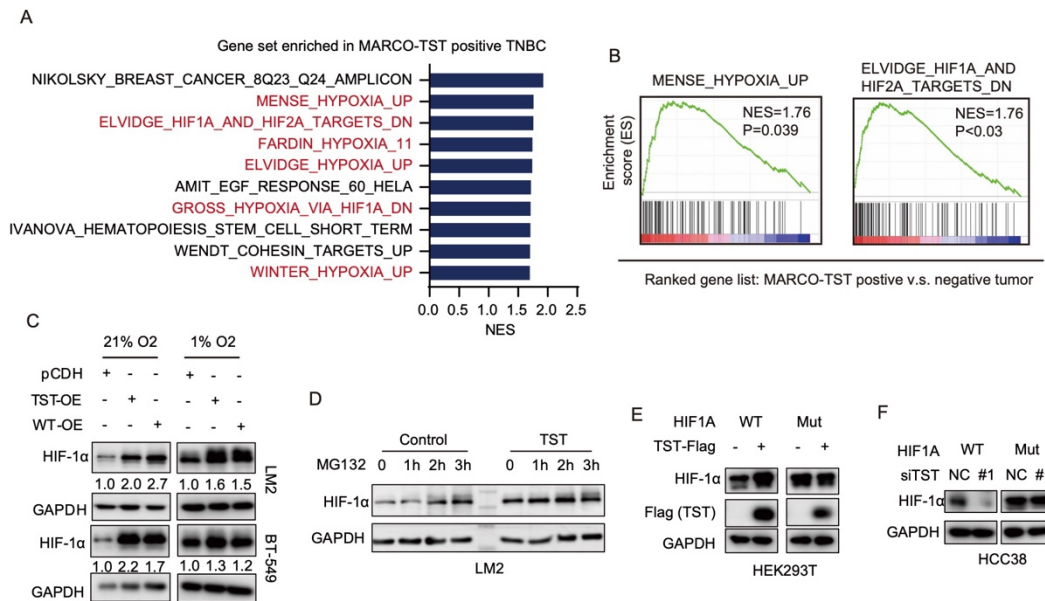 A
Gene set enriched in MARCO-TST positive TNBC
NIKOLSKY_BREAST_CANCER_8Q23_Q24_AMPLICON
MENSE_HYPOXIA_UP
ELVIDGE_HIF1A_AND_HIF2A_TARGETS_DN
FARDIN_HYPOXIA_11
ELVIDGE_HYPOXIA_UP
AMIT_EGF_RESPONSE_60_HELA
GROSS_HYPOXIA_VIA_HIF1A_DN
IVANOVA_HEMATOPOIESIS_STEM_CELL_SHORT_TERM
WENDT_COHESIN_TARGETS_UP
WINTER_HYPOXIA_UP
0.0 0.5 1.0 1.5 2.0 2.5
NES
B
MENSE_HYPOXIA_UP
ELVIDGE_HIF1A_AND
HIF2A_TARGETS_DN
Enrichment
score (ES)
NES=1.76
P=0.039
NES=1.76
P<0.03
Ranked gene list: MARCO-TST postive v.s. negative tumor
C
21% O2 1% O2
pCDH + - - + - -
TST-OE - + - - + -
WT-OE - - + - - +
HIF-1α
1.0 2.0 2.7 1.0 1.6 1.5
GAPDH
LM2
HIF-1α
1.0 2.2 1.7 1.0 1.3 1.2
GAPDH
BT-549
D
Control TST
MG132 0 1h 2h 3h 0 1h 2h 3h
HIF-1α
GAPDH
LM2
E
HIF1A WT Mut
TST-Flag - + - +
HIF-1α
Flag (TST)
GAPDH
HEK293T
F
HIF1A WT Mut
siTST NC #1 NC #
HIF-1α
GAPDH
HCC38